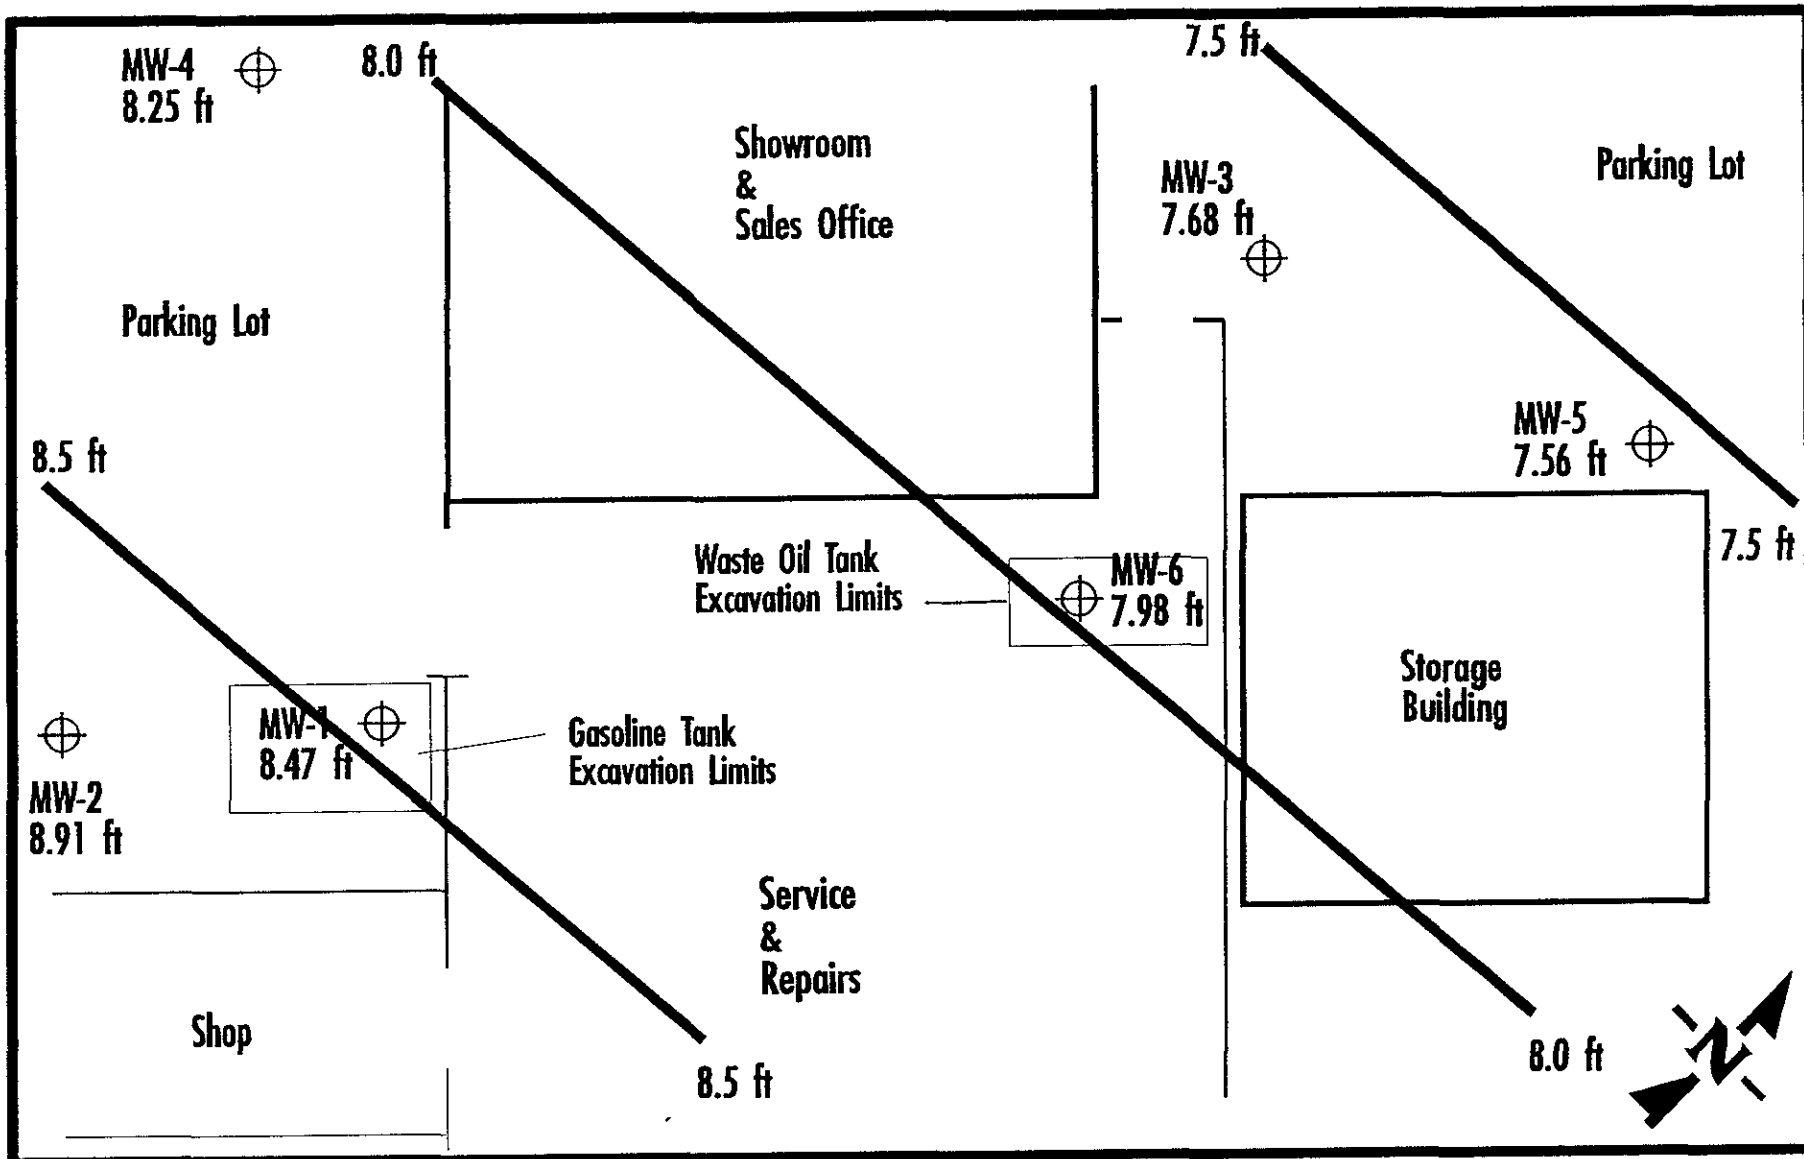 MW-4
8.25 ft
8.0 ft
7.5 ft
Showroom
&
Sales Office
MW-3
7.68 ft
Parking Lot
Parking Lot
8.5 ft
MW-5
7.56 ft
7.5 ft
Waste Oil Tank
Excavation Limits
MW-6
7.98 ft
Storage
Building
MW-1
8.47 ft
Gasoline Tank
Excavation Limits
MW-2
8.91 ft
Service
&
Repairs
Shop
8.5 ft
8.0 ft
N